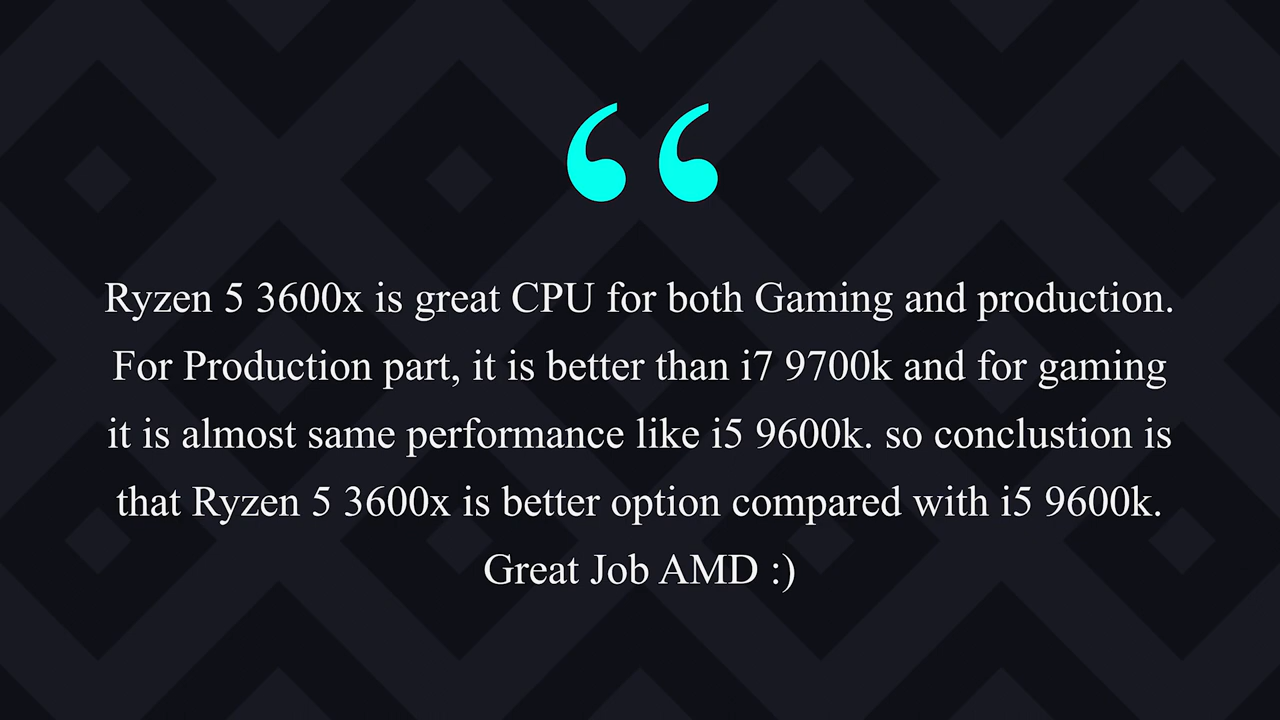 “
Ryzen 5 3600x is great CPU for both Gaming and production.
For Production part, it is better than i7 9700k and for gaming
it is almost same performance like i5 9600k. so conclustion is
that Ryzen 5 3600x is better option compared with i5 9600k.
Great Job AMD :)